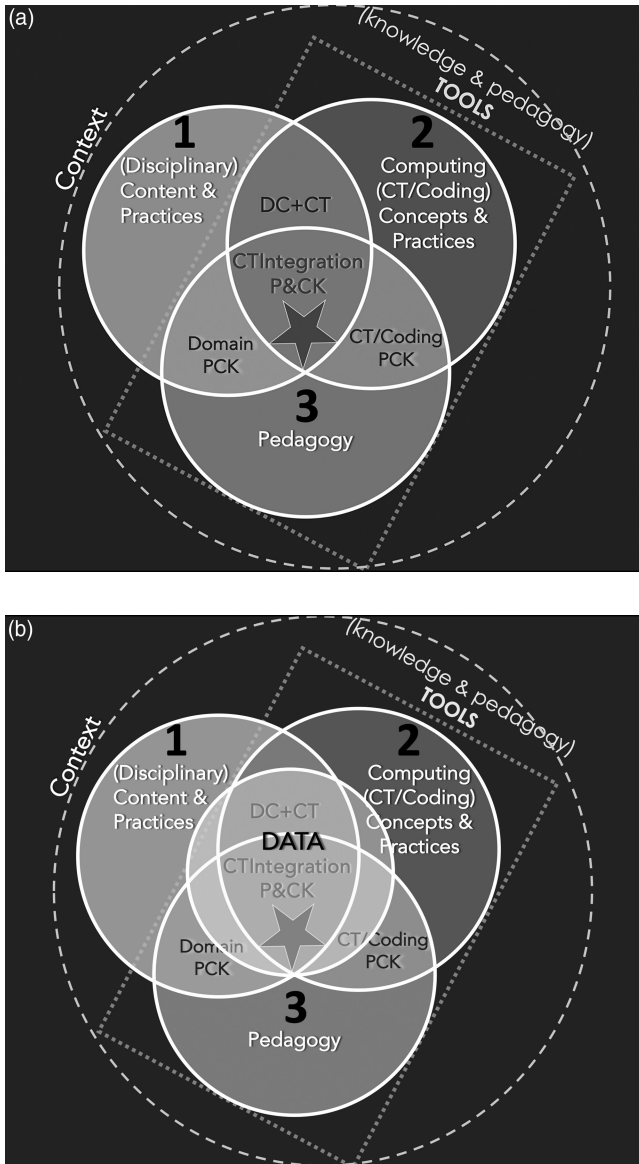 (a)
(knowledge & pedagogy)
TOOLS
Context
1
(Disciplinary)
Content &
Practices
2
Computing
(CT/Coding)
Concepts &
Practices
DC+CT
CTIntegration
P&CK
Domain
PCK
CT/Coding
PCK
3
Pedagogy
(b)
(knowledge & pedagogy)
TOOLS
Context
1
(Disciplinary)
Content &
Practices
2
Computing
(CT/Coding)
Concepts &
Practices
DC+CT
DATA
CTIntegration
P&CK
Domain
PCK
CT/Coding
PCK
3
Pedagogy